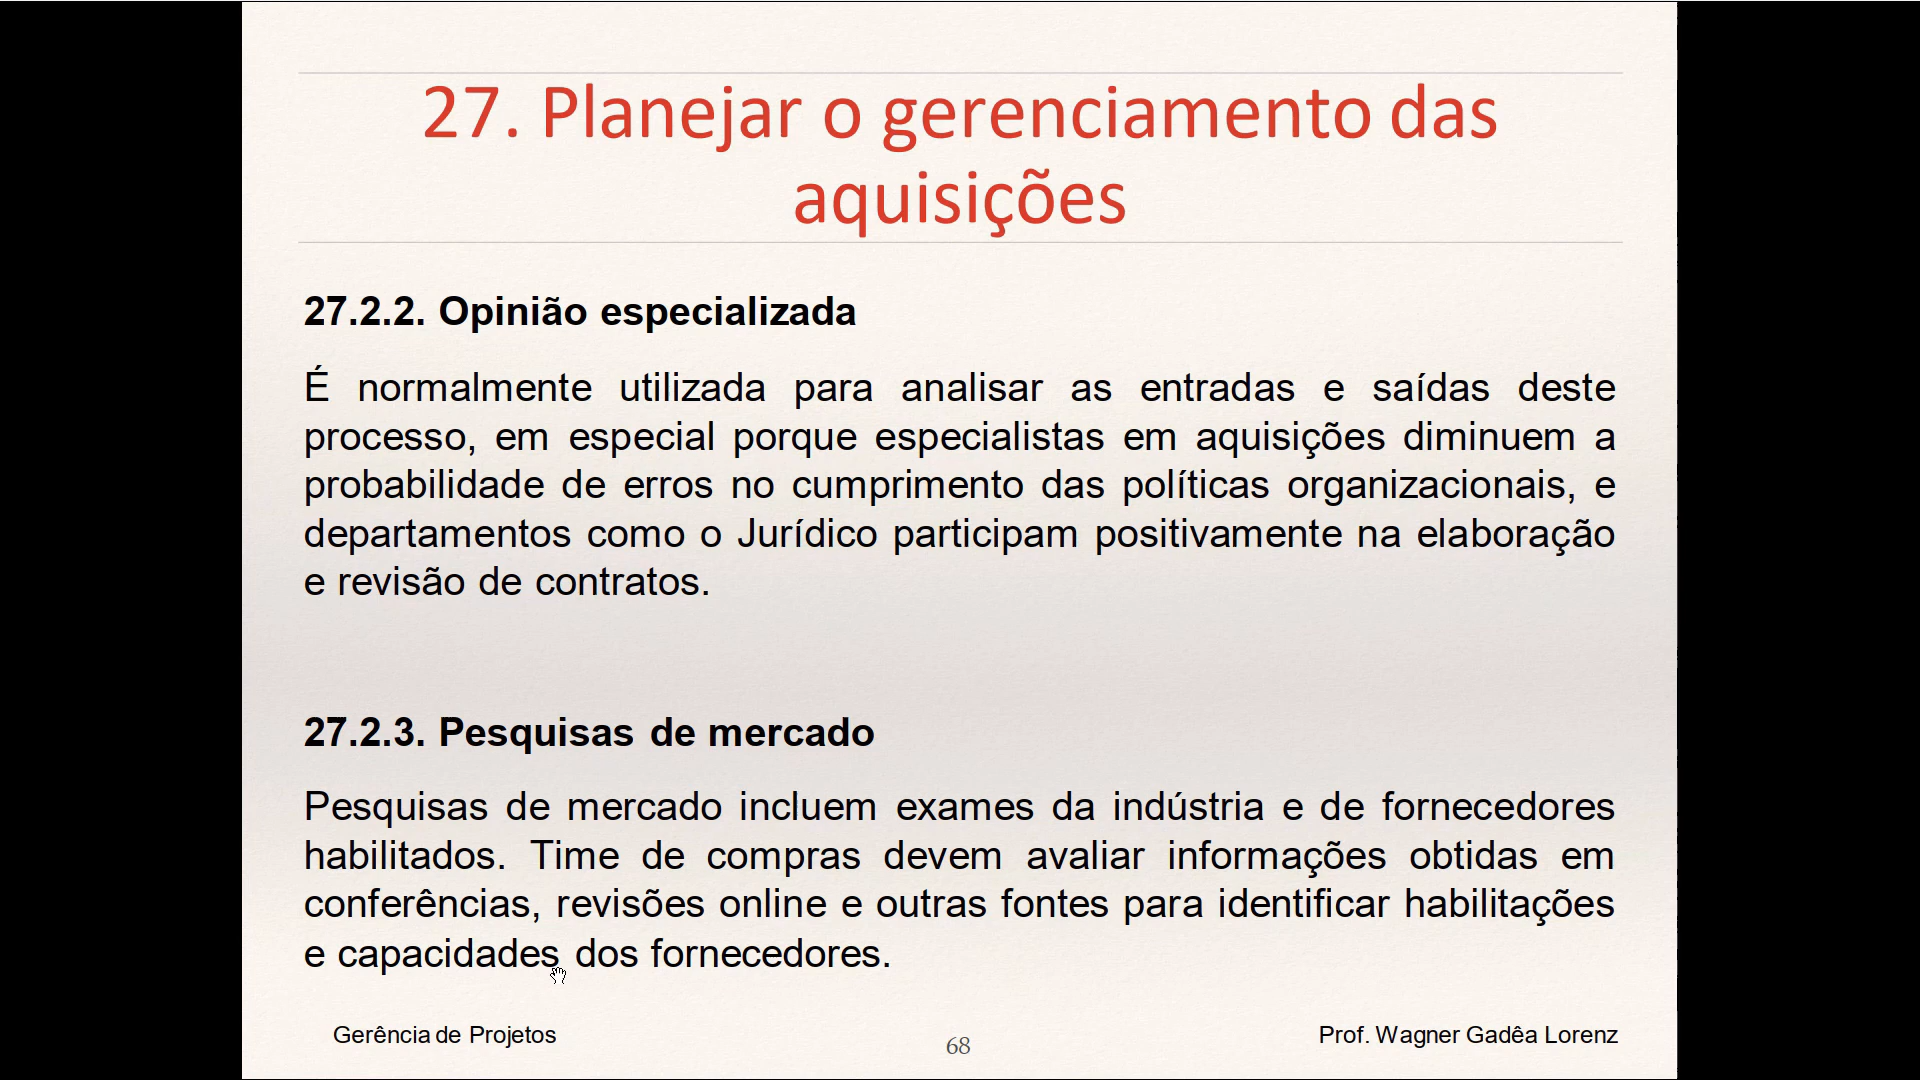 27. Planejar o gerenciamento das
aquisições
27.2.2. Opinião especializada
É normalmente utilizada para analisar as entradas e saídas deste
processo, em especial porque especialistas em aquisições diminuem a
probabilidade de erros no cumprimento das políticas organizacionais, e
departamentos como o Jurídico participam positivamente na elaboração
e revisão de contratos.
27.2.3. Pesquisas de mercado
Pesquisas de mercado incluem exames da indústria e de fornecedores
habilitados. Time de compras devem avaliar informações obtidas em
conferências, revisões online e outras fontes para identificar habilitações
e capacidades dos fornecedores.
Gerência de Projetos
68
Prof. Wagner Gadêa Lorenz